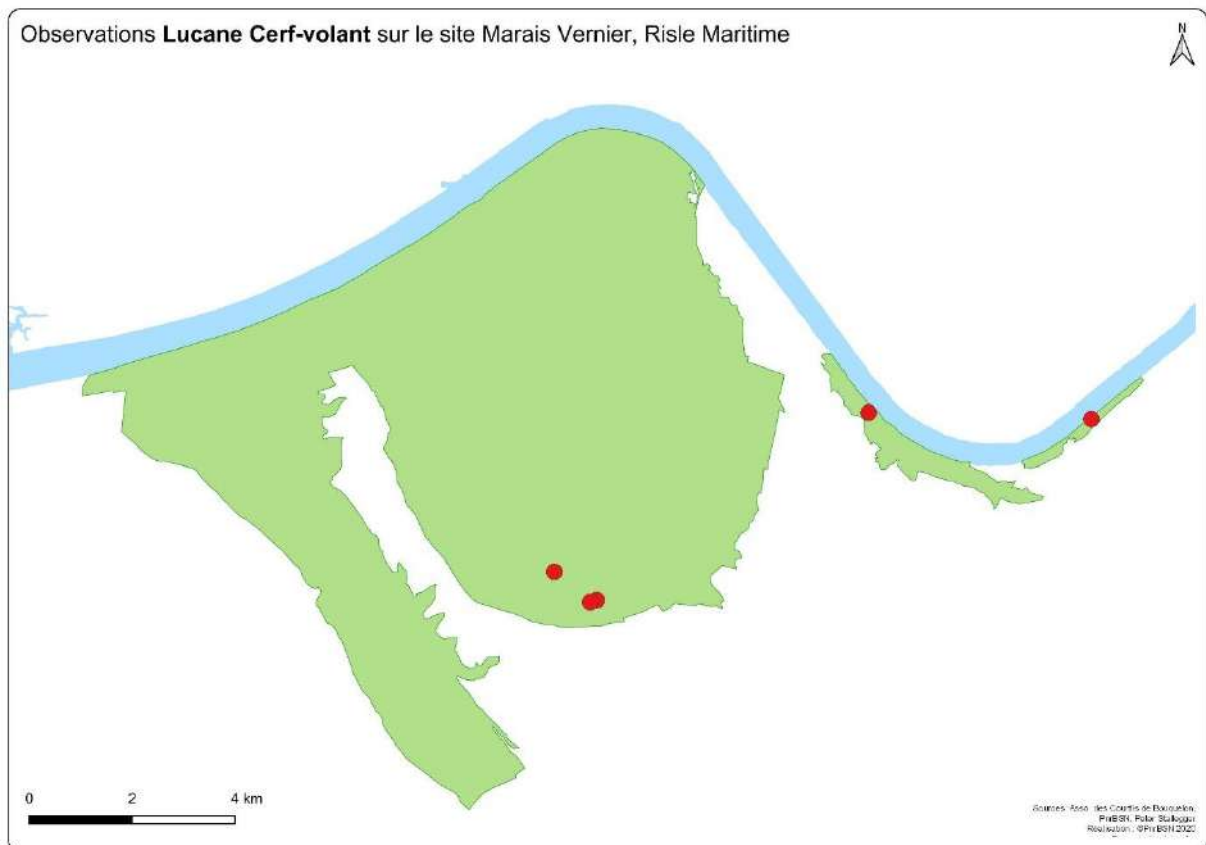 Observations Lucane Cerf-volant sur le site Marais Vernier, Risle Maritime
N
0 2 4 km
Sources: Asso. des Courtils de Bouquelon,
PnrBSN, Peter Stallegger
Réalisation : ©PnrBSN 2020